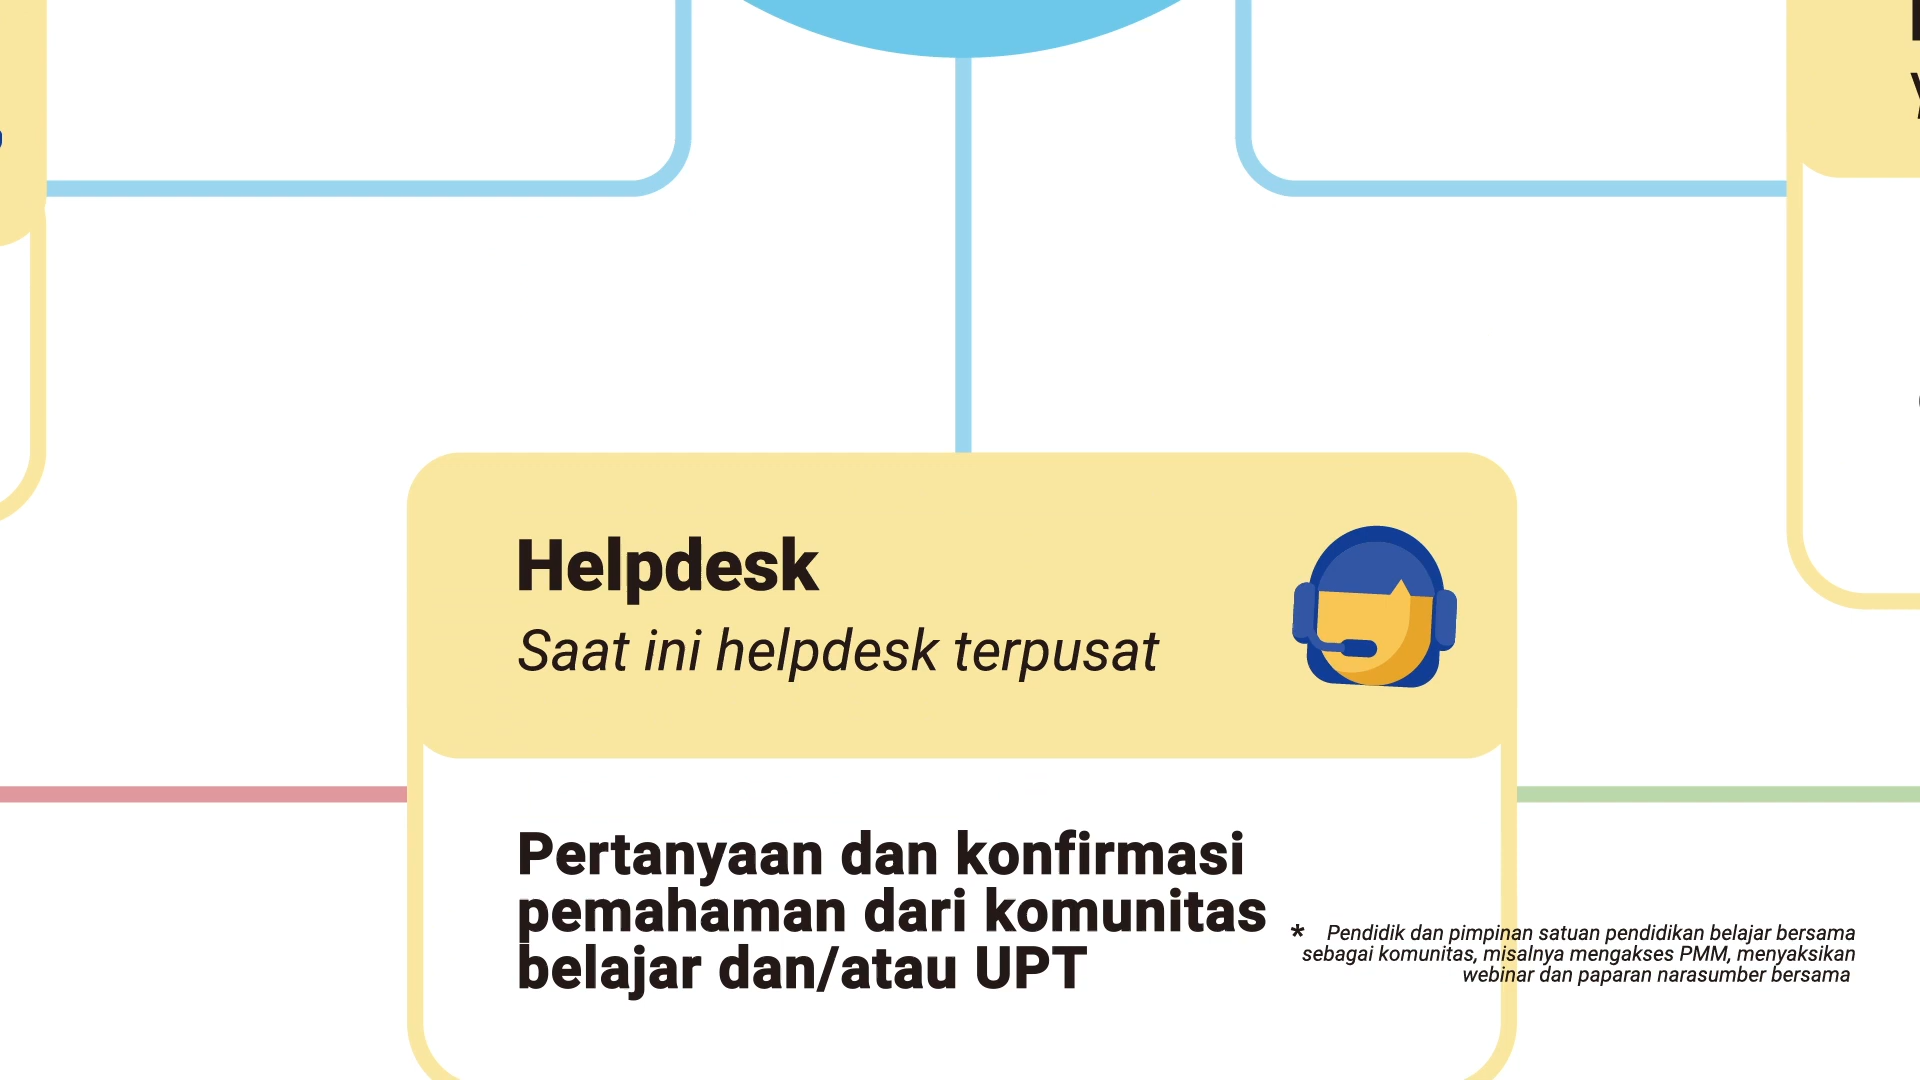 Helpdesk
Saat ini helpdesk terpusat
Pertanyaan dan konfirmasi
pemahaman dari komunitas
belajar dan/atau UPT
* Pendidik dan pimpinan satuan pendidikan belajar bersama
sebagai komunitas, misalnya mengakses PMM, menyaksikan
webinar dan paparan narasumber bersama